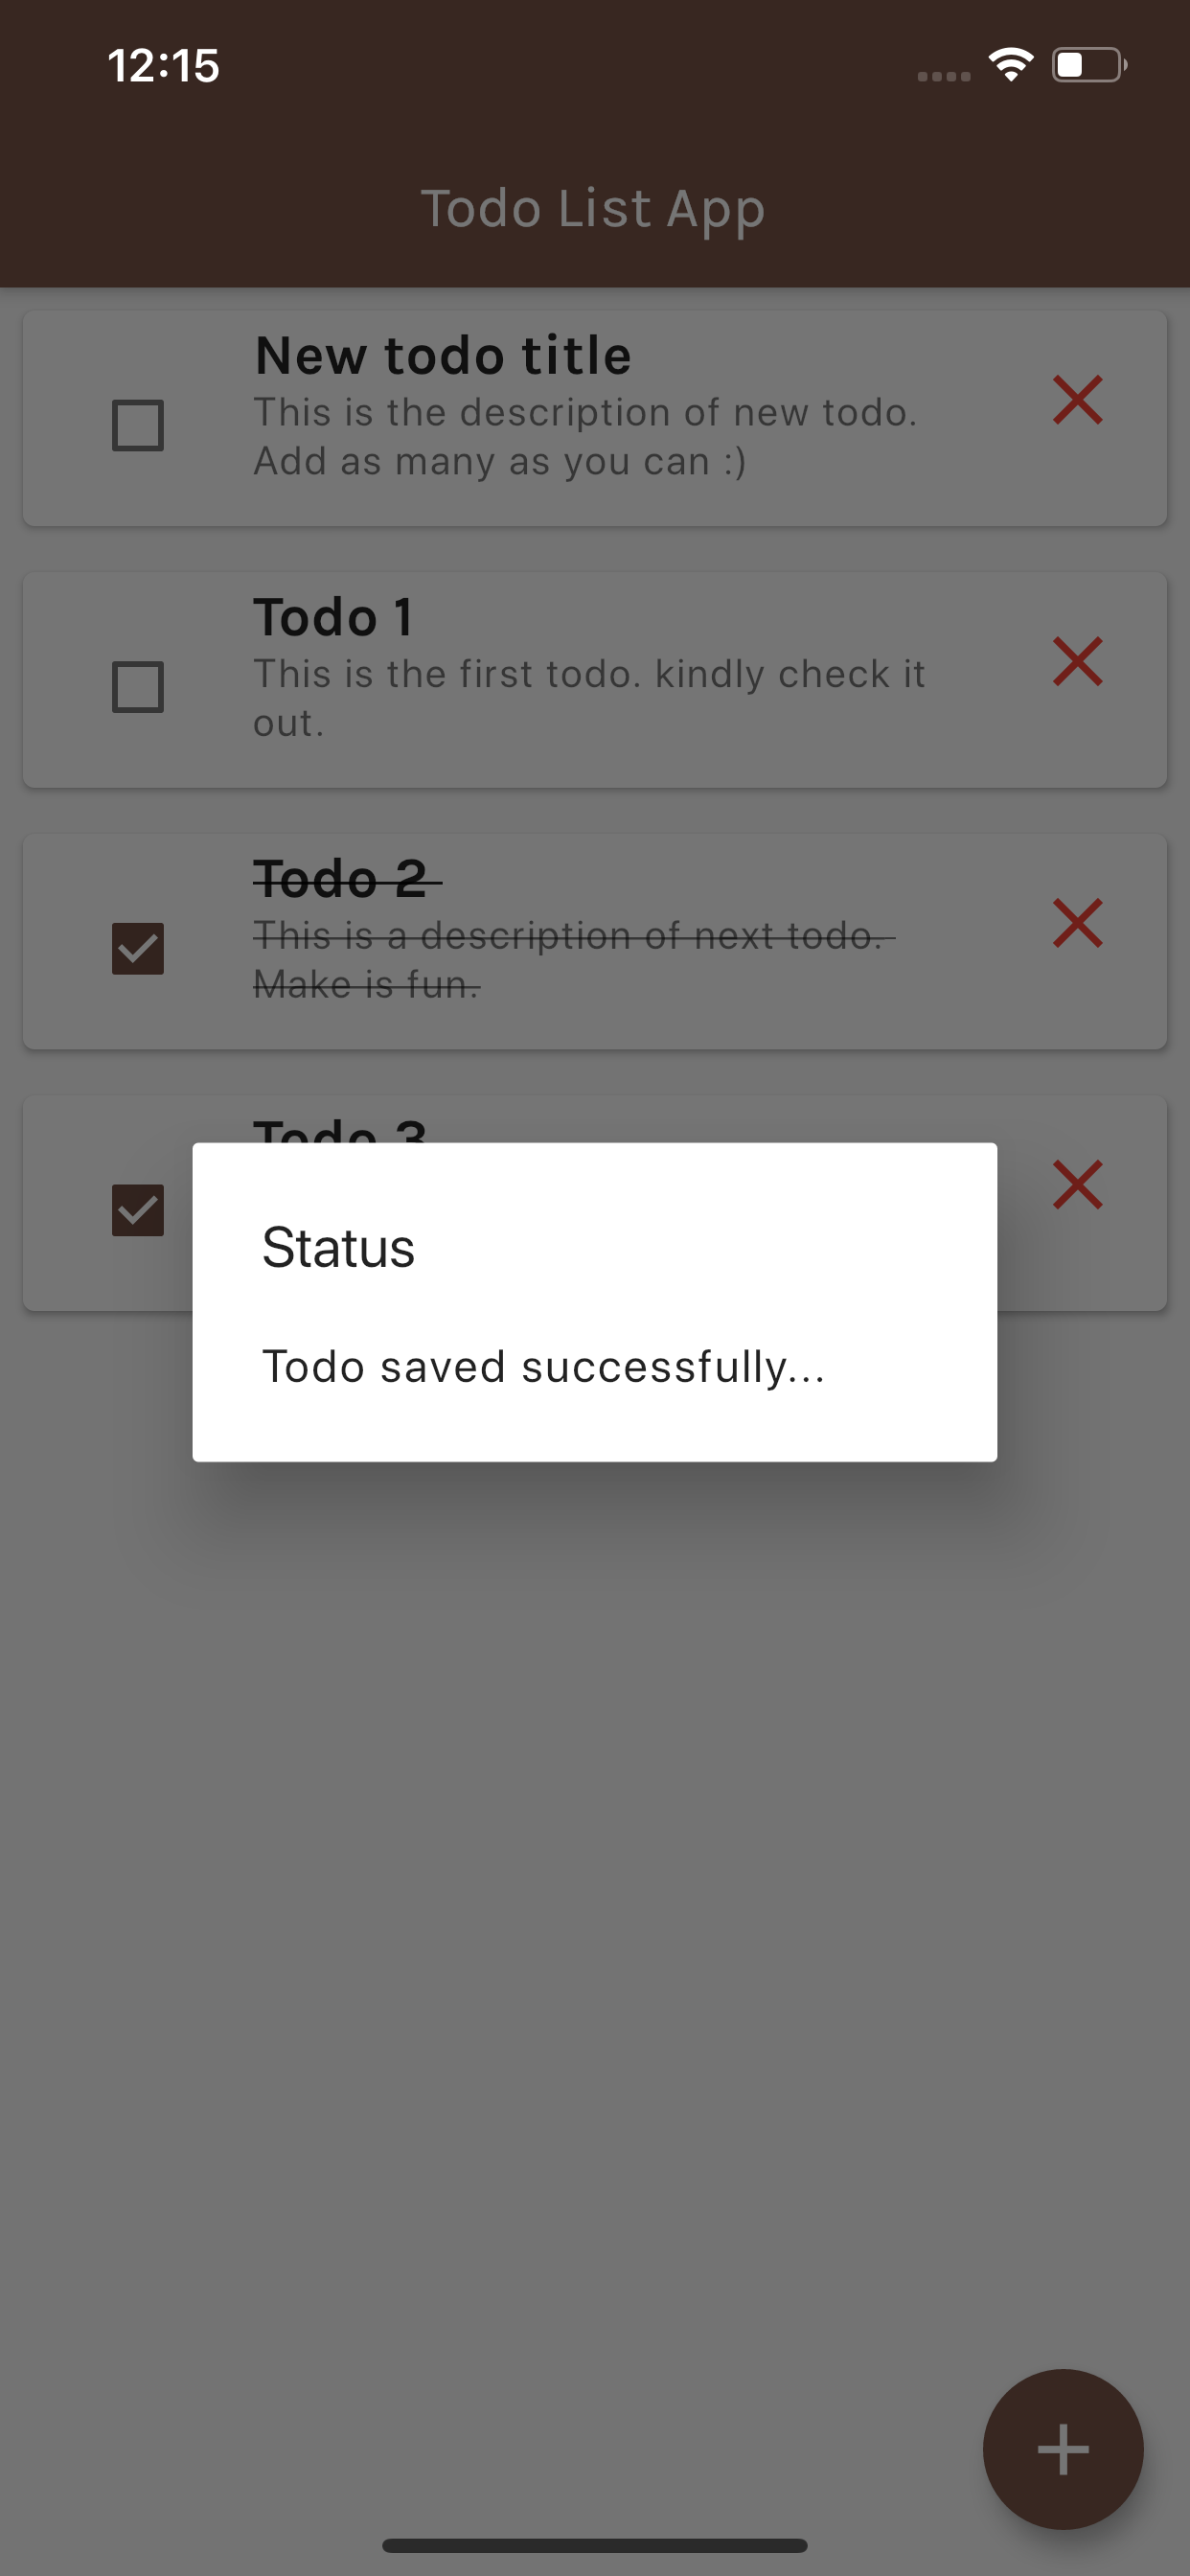 12:15
Todo List App
New todo title
This is the description of new todo.
Add as many as you can :)
Todo 1
This is the first todo. kindly check it
out.
Todo 2
This is a description of next todo.
Make is fun.
Todo 3
Status
Todo saved successfully...